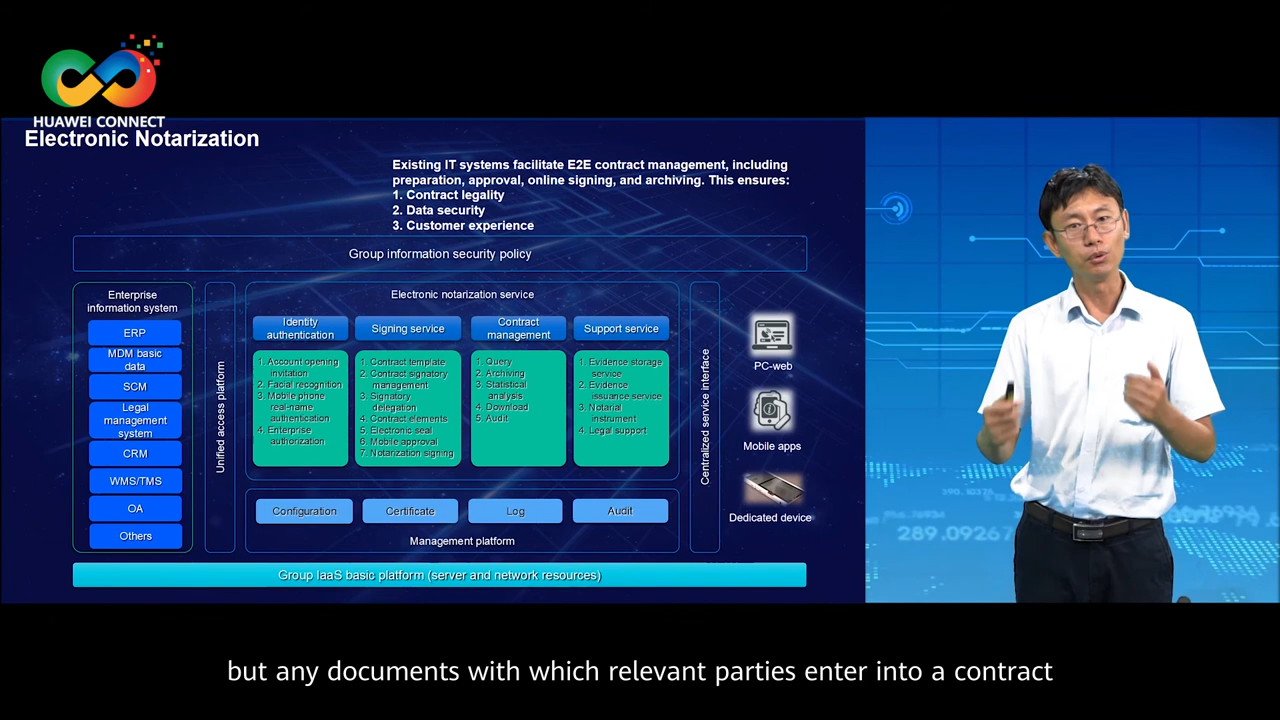 HUAWEI CONNECT
Electronic Notarization
Existing IT systems facilitate E2E contract management, including
preparation, approval, online signing, and archiving. This ensures:
1. Contract legality
2. Data security
3. Customer experience
Group information security policy
Enterprise
information system
ERP
MDM basic
data
SCM
Legal
management
system
CRM
WMS/TMS
OA
Others
Unified access platform
Electronic notarization service
Identity
authentication
1. Account opening
invitation
2. Facial recognition
3. Mobile phone
real-name
authentication
4. Enterprise
authorization
Signing service
1. Contract template
2. Contract signatory
management
3. Signatory
delegation
4. Contract elements
5. Electronic seal
6. Mobile approval
7. Notarization signing
Contract
management
1. Query
2. Archiving
3. Statistical
analysis
4. Download
5. Audit
Support service
1. Evidence storage
service
2. Evidence
issuance service
3. Notarial
instrument
4. Legal support
Configuration
Certificate
Log
Audit
Management platform
Centralized service interface
PC-web
Mobile apps
Dedicated device
Group IaaS basic platform (server and network resources)
289.09267
but any documents with which relevant parties enter into a contract